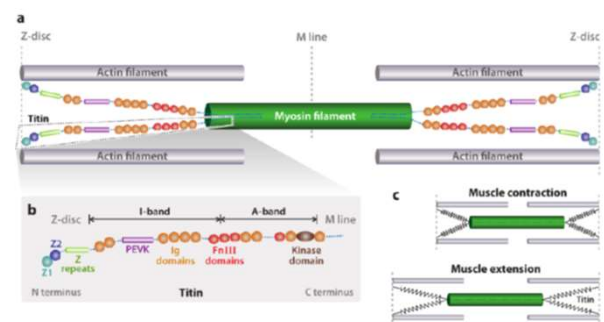 a
Z-disc
M line
Z-disc
Actin filament
Actin filament
Titin
Myosin filament
Actin filament
Actin filament
b
I-band
A-band
Z-disc
M line
Z1
Z2
Z
repeats
PEVK
Ig
domains
FnIII
domains
Kinase
domain
N terminus
Titin
C terminus
c
Muscle contraction
Muscle extension
Titin